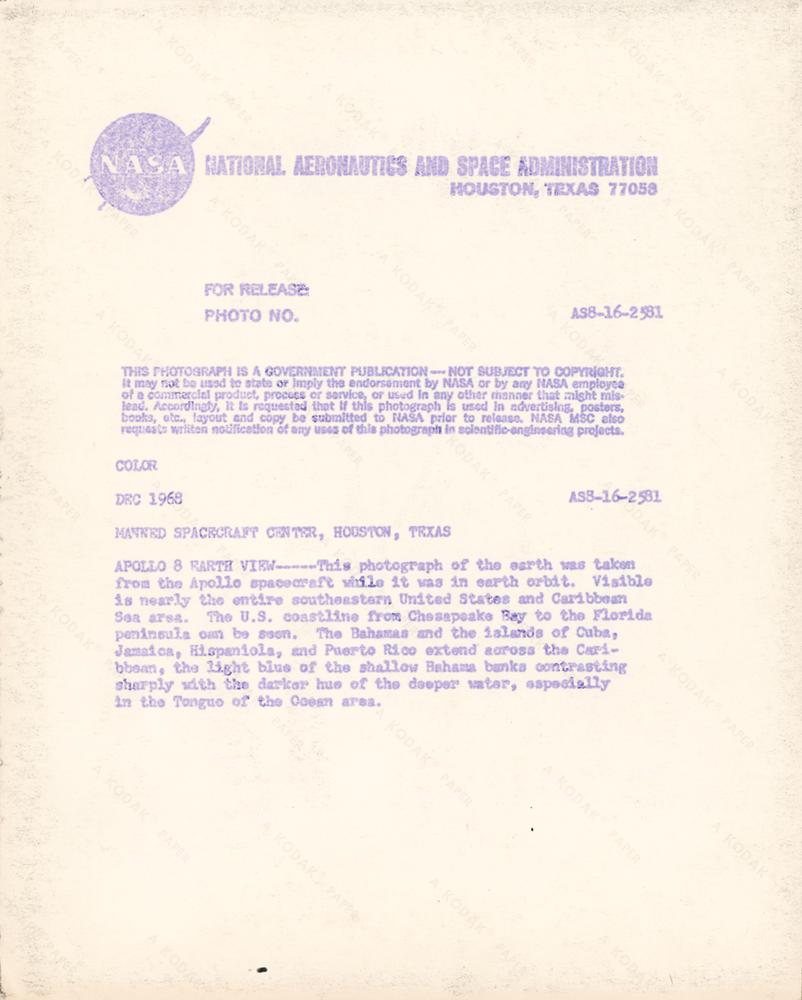 NASA
NATIONAL AERONAUTICS AND SPACE ADMINISTRATION
HOUSTON, TEXAS 77058
FOR RELEASE:
PHOTO NO.
AS8-16-2581
THIS PHOTOGRAPH IS A GOVERNMENT PUBLICATION — NOT SUBJECT TO COPYRIGHT.
It may not be used to state or imply the endorsement by NASA or by any NASA employee
of a commercial product, process or service, or used in any other manner that might mis-
lead. Accordingly, it is requested that if this photograph is used in advertising, posters,
books, etc., layout and copy be submitted to NASA prior to release. NASA MSC also
requests written notification of any uses of this photograph in scientific-engineering projects.
COLOR
DEC 1968
AS8-16-2581
MANNED SPACECRAFT CENTER, HOUSTON, TEXAS
APOLLO 8 EARTH VIEW-----This photograph of the earth was taken
from the Apollo spacecraft while it was in earth orbit. Visible
is nearly the entire southeastern United States and Caribbean
Sea area. The U.S. coastline from Chesapeake Bay to the Florida
peninsula can be seen. The Bahamas and the islands of Cuba,
Jamaica, Hispaniola, and Puerto Rico extend across the Cari-
bbean, the light blue of the shallow Bahama banks contrasting
sharply with the darker hue of the deeper water, especially
in the Tongue of the Ocean area.
A KODAK PAPER